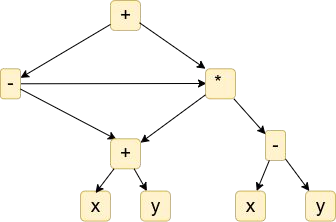 +
- *
+ -
x y x y